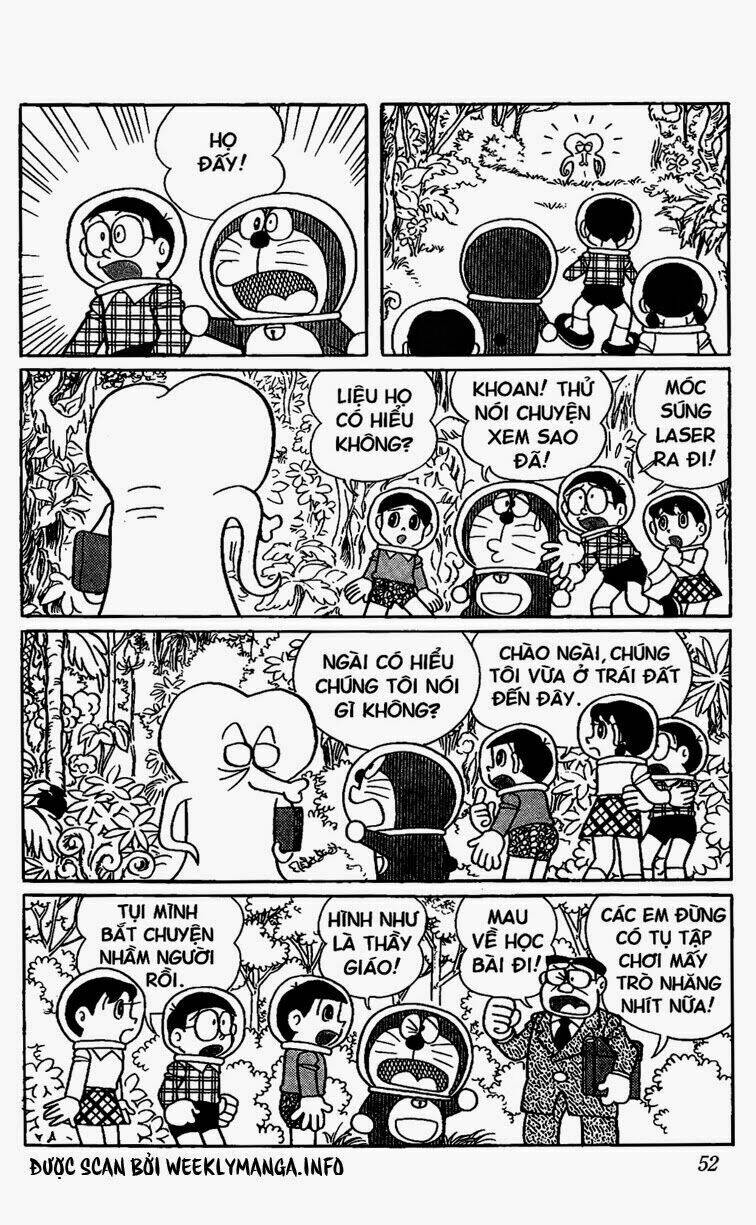 HỌ
ĐẤY!
LIỆU HỌ
CÓ HIỂU
KHÔNG?
KHOAN! THỬ
NÓI CHUYỆN
XEM SAO
ĐÃ!
MÓC
SÚNG
LASER
RA ĐI!
NGÀI CÓ HIỂU
CHÚNG TÔI NÓI
GÌ KHÔNG?
CHÀO NGÀI, CHÚNG
TÔI VỪA Ở TRÁI ĐẤT
ĐẾN ĐÂY.
TỤI MÌNH
BẮT CHUYỆN
NHẦM NGƯỜI
RỒI.
HÌNH NHƯ
LÀ THẦY
GIÁO!
MAU
VỀ HỌC
BÀI ĐI!
CÁC EM ĐỪNG
CÓ TỤ TẬP
CHƠI MẤY
TRÒ NHĂNG
NHÍT NỮA!
ĐƯỢC SCAN BỞI WEEKLYMANGA.INFO
52